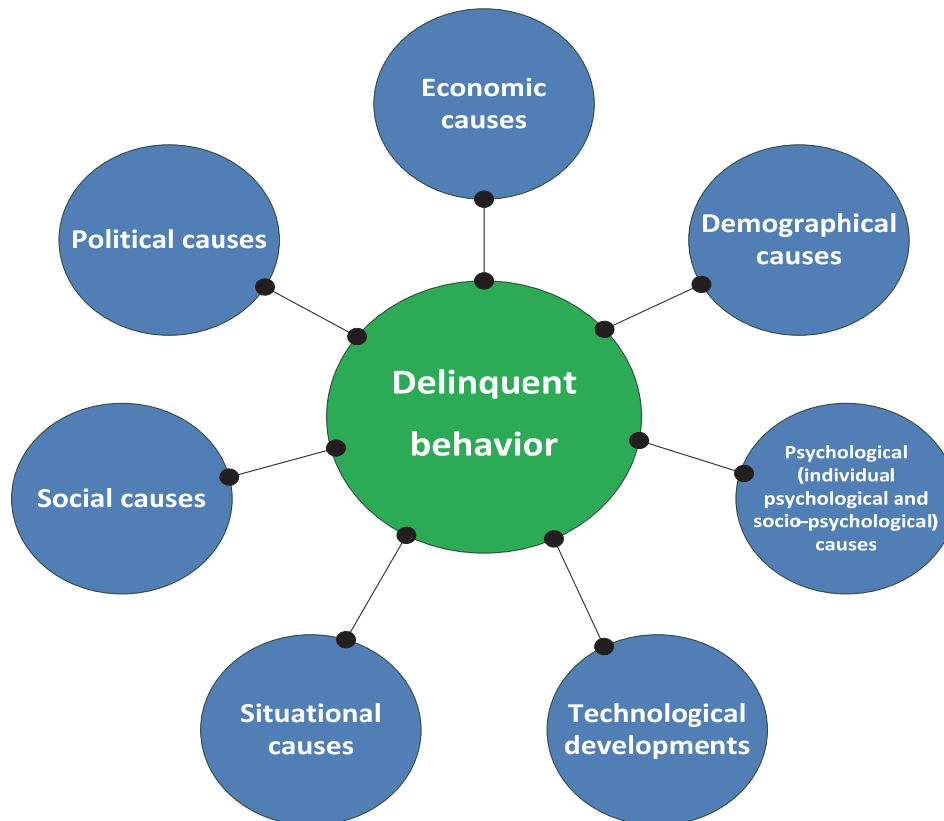 Economic
causes
Demographical
causes
Political causes
Delinquent
behavior
Psychological
(individual
psychological and
socio-psychological)
causes
Social causes
Situational
causes
Technological
developments